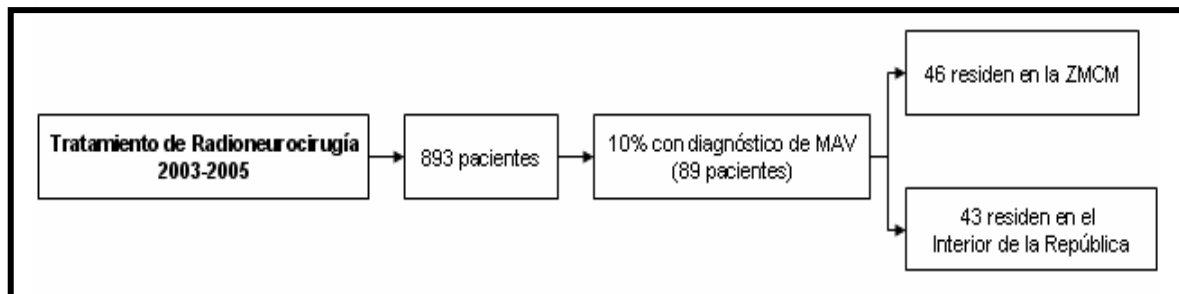 Tratamiento de Radioneurocirugía
2003-2005
893 pacientes
10% con diagnóstico de MAV
(89 pacientes)
46 residen en la ZMCM
43 residen en el
Interior de la República